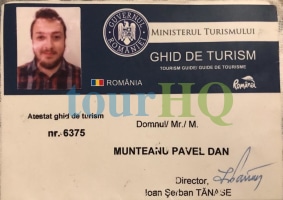 GUVERNUL ROMÂNIEI
MINISTERUL TURISMULUI
GHID DE TURISM
TOURISM GUIDE/ GUIDE DE TOURISME
ROMÂNIA
România
tourHQ
Atestat ghid de turism
Domnul/ Mr./ M.
nr. 6375
MUNTEANU PAVEL DAN
Director,
Ioan Şerban TĂNASE